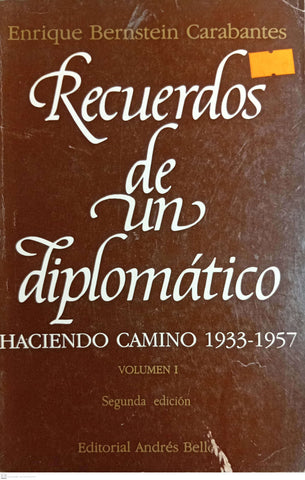 Enrique Bernstein Carabantes
Recuerdos
de
un
diplomático
HACIENDO CAMINO 1933-1957
VOLUMEN I
Segunda edición
Editorial Andrés Bello